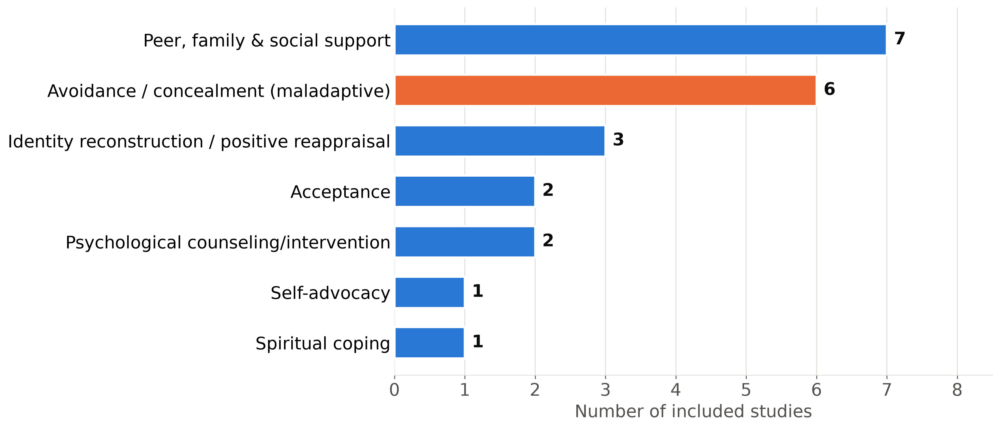 Peer, family & social support 7
Avoidance / concealment (maladaptive) 6
Identity reconstruction / positive reappraisal 3
Acceptance 2
Psychological counseling/intervention 2
Self-advocacy 1
Spiritual coping 1
0 1 2 3 4 5 6 7 8
Number of included studies